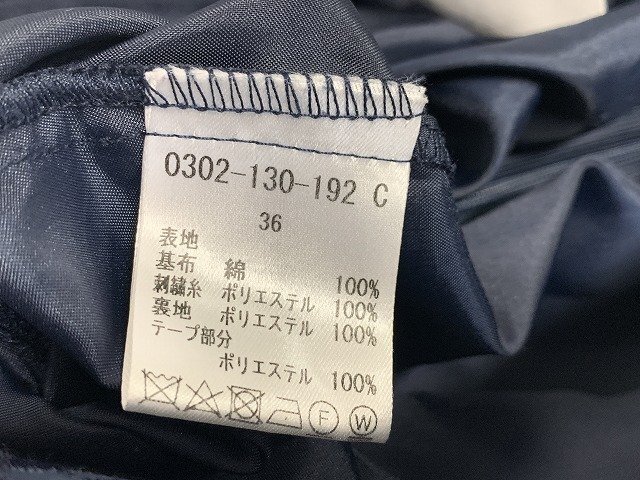 0302-130-192 C
36
表地
基布 綿 100%
刺繍糸 ポリエステル 100%
裏地 ポリエステル 100%
テープ部分
ポリエステル 100%
F W